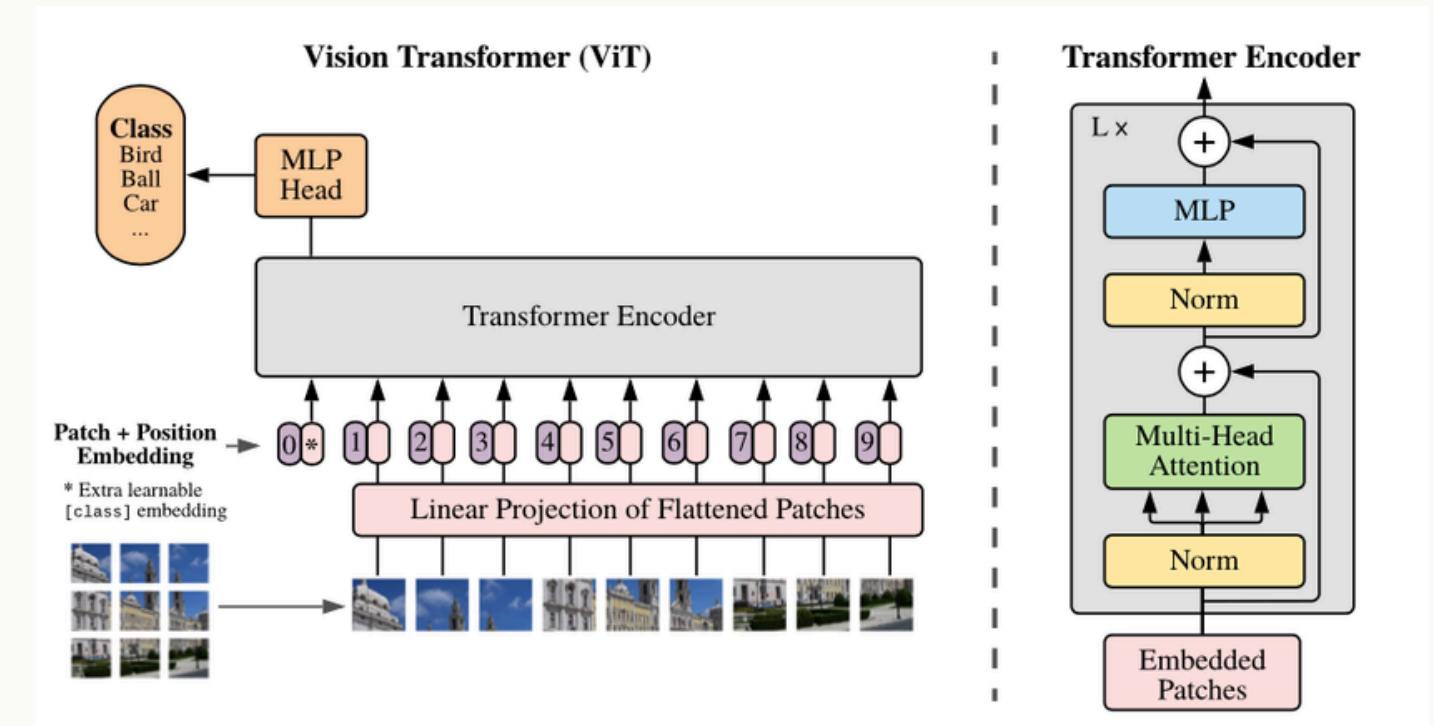 Vision Transformer (ViT)
Class
Bird
Ball
Car
...
MLP
Head
Transformer Encoder
Patch + Position
Embedding
0 * 1 2 3 4 5 6 7 8 9
* Extra learnable
[class] embedding
Linear Projection of Flattened Patches
Transformer Encoder
L x
+
MLP
Norm
+
Multi-Head
Attention
Norm
Embedded
Patches